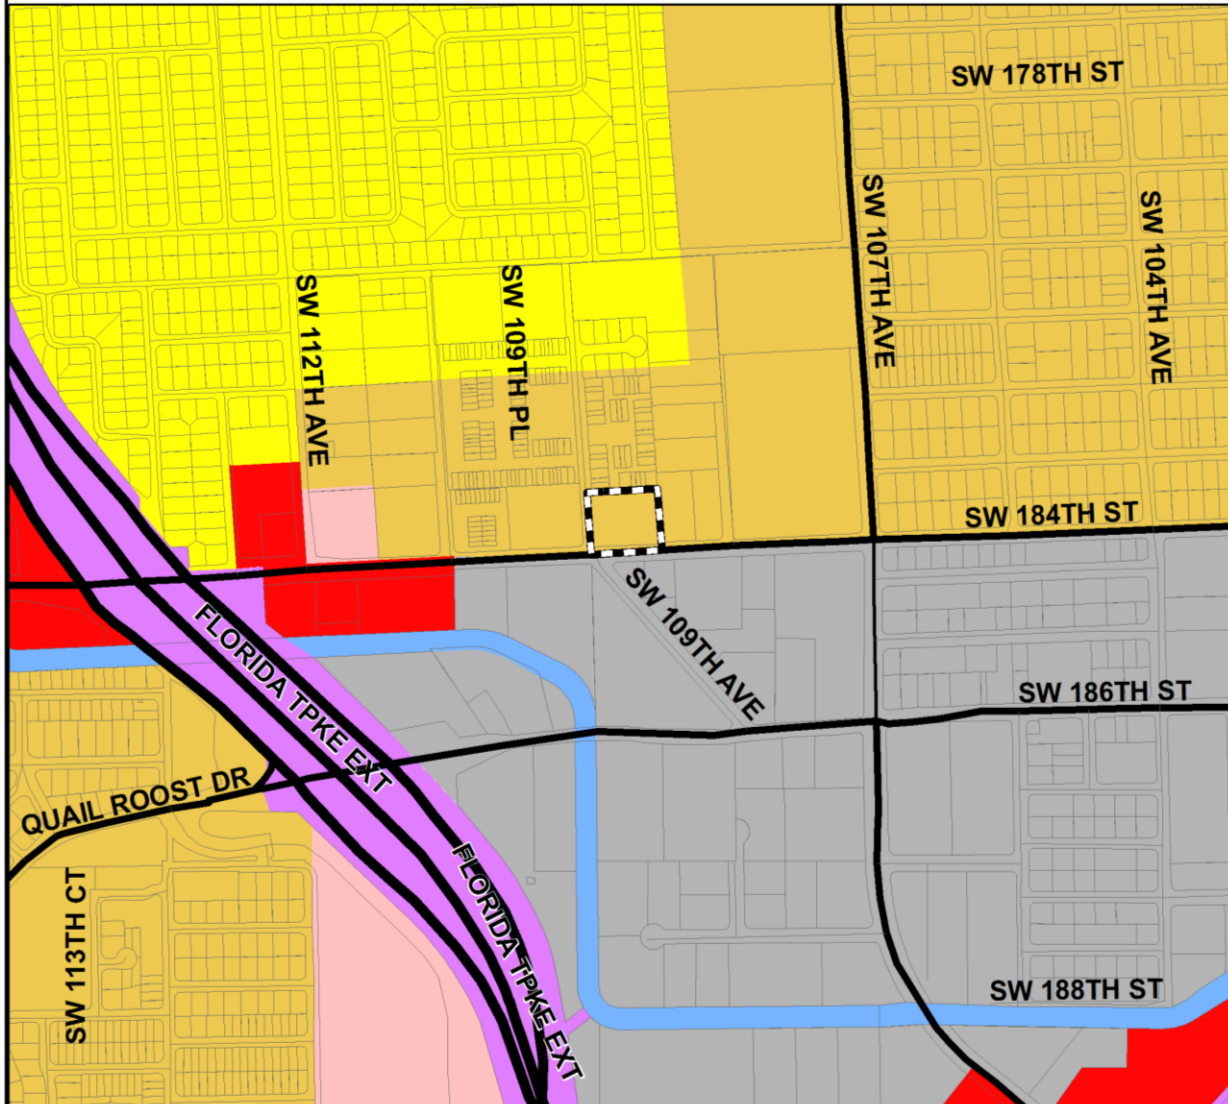 SW 178TH ST
SW 107TH AVE
SW 104TH AVE
SW 112TH AVE
SW 109TH PL
SW 184TH ST
SW 109TH AVE
FLORIDA TPKE EXT
SW 186TH ST
QUAIL ROOST DR
FLORIDA TPKE EXT
SW 113TH CT
SW 188TH ST